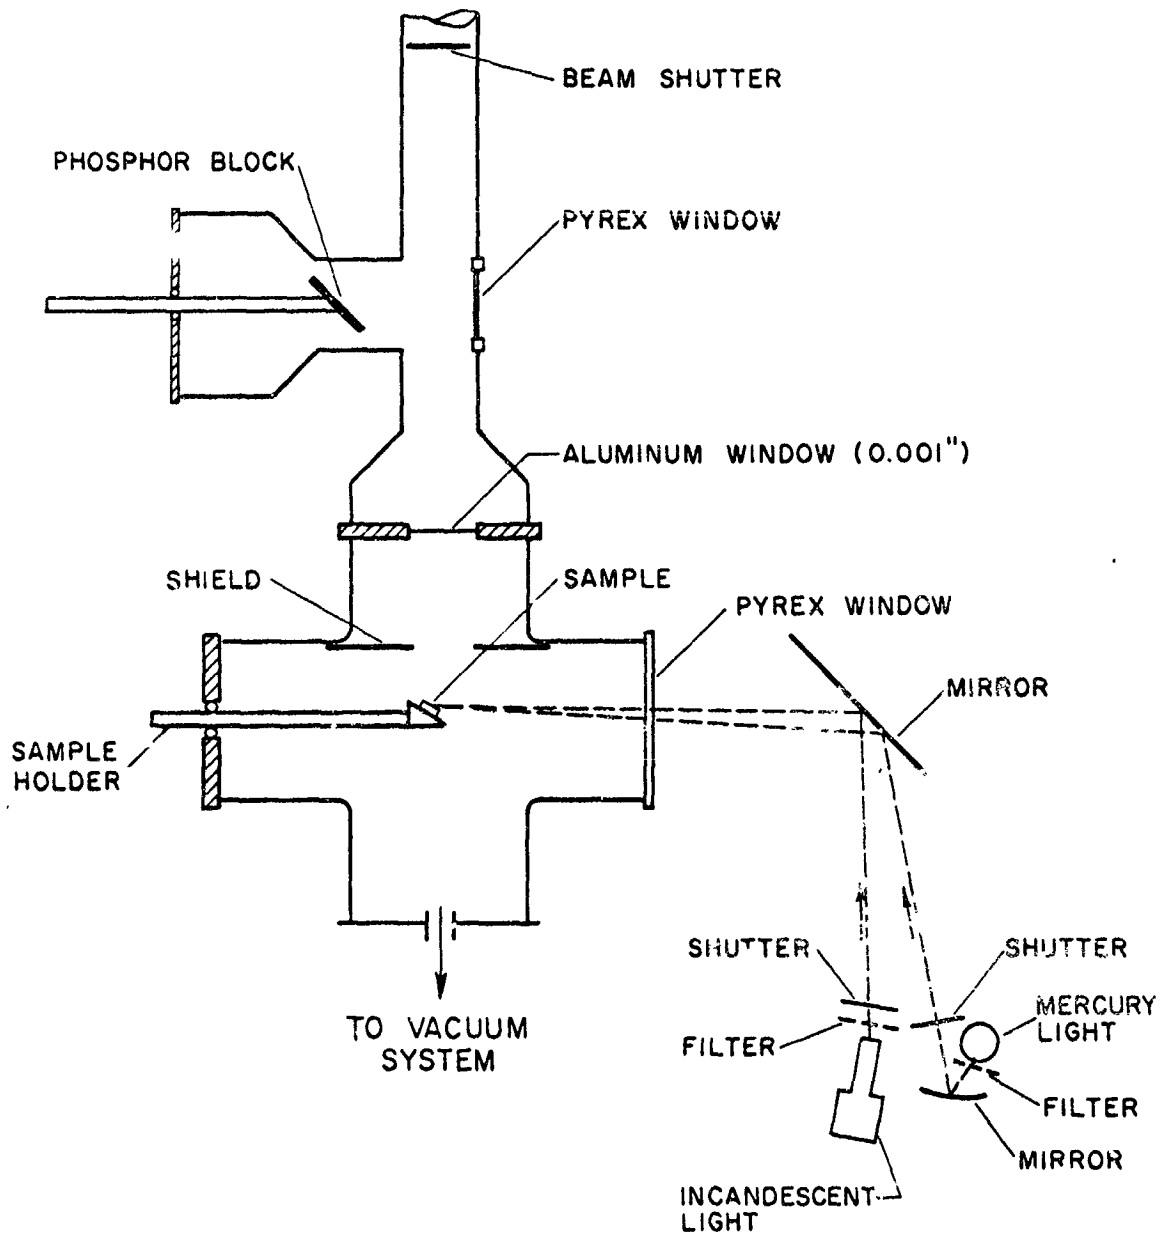 BEAM SHUTTER
PHOSPHOR BLOCK
PYREX WINDOW
ALUMINUM WINDOW (0.001")
SHIELD
SAMPLE
PYREX WINDOW
MIRROR
SAMPLE
HOLDER
SHUTTER
SHUTTER
MERCURY
LIGHT
TO VACUUM
SYSTEM
FILTER
FILTER
MIRROR
INCANDESCENT
LIGHT